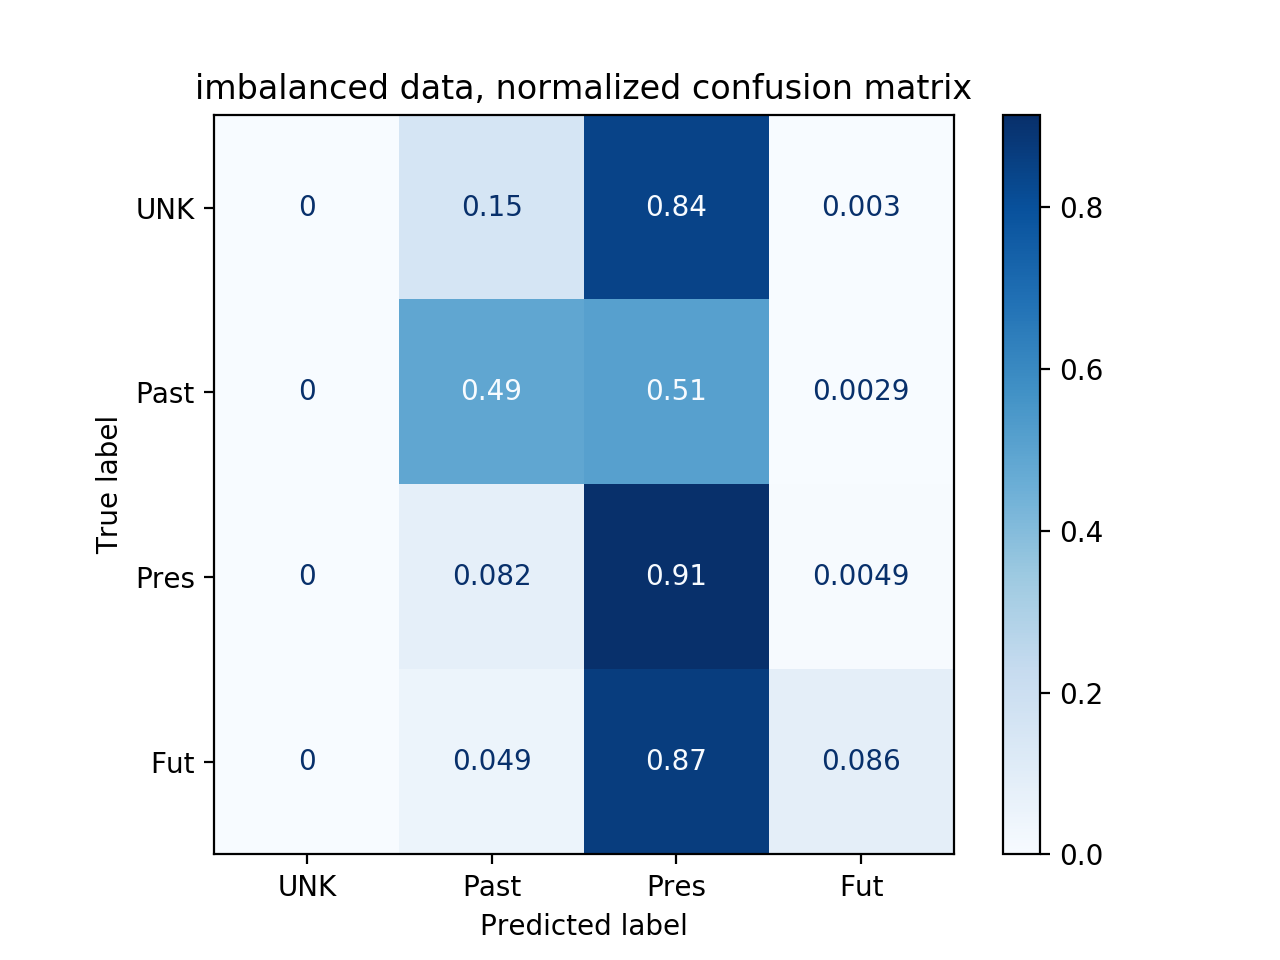 imbalanced data, normalized confusion matrix
True label
UNK 0 0.15 0.84 0.003
Past 0 0.49 0.51 0.0029
Pres 0 0.082 0.91 0.0049
Fut 0 0.049 0.87 0.086
UNK Past Pres Fut
Predicted label
0.8
0.6
0.4
0.2
0.0